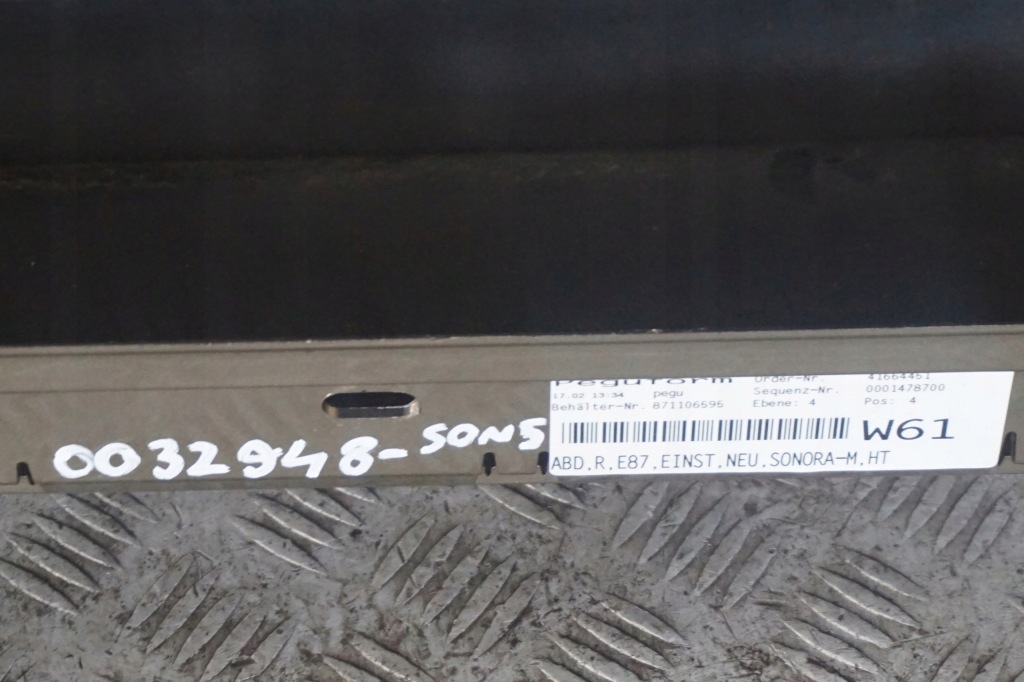 0032948-SON5
Peguform
17.02 13:34 pegu
Behälter-Nr. 871106595
Order-Nr. 41664451
Sequenz-Nr. 0001478700
Ebene: 4 Pos: 4
W61
ABD,R,E87,EINST,NEU,SONORA-M,HT